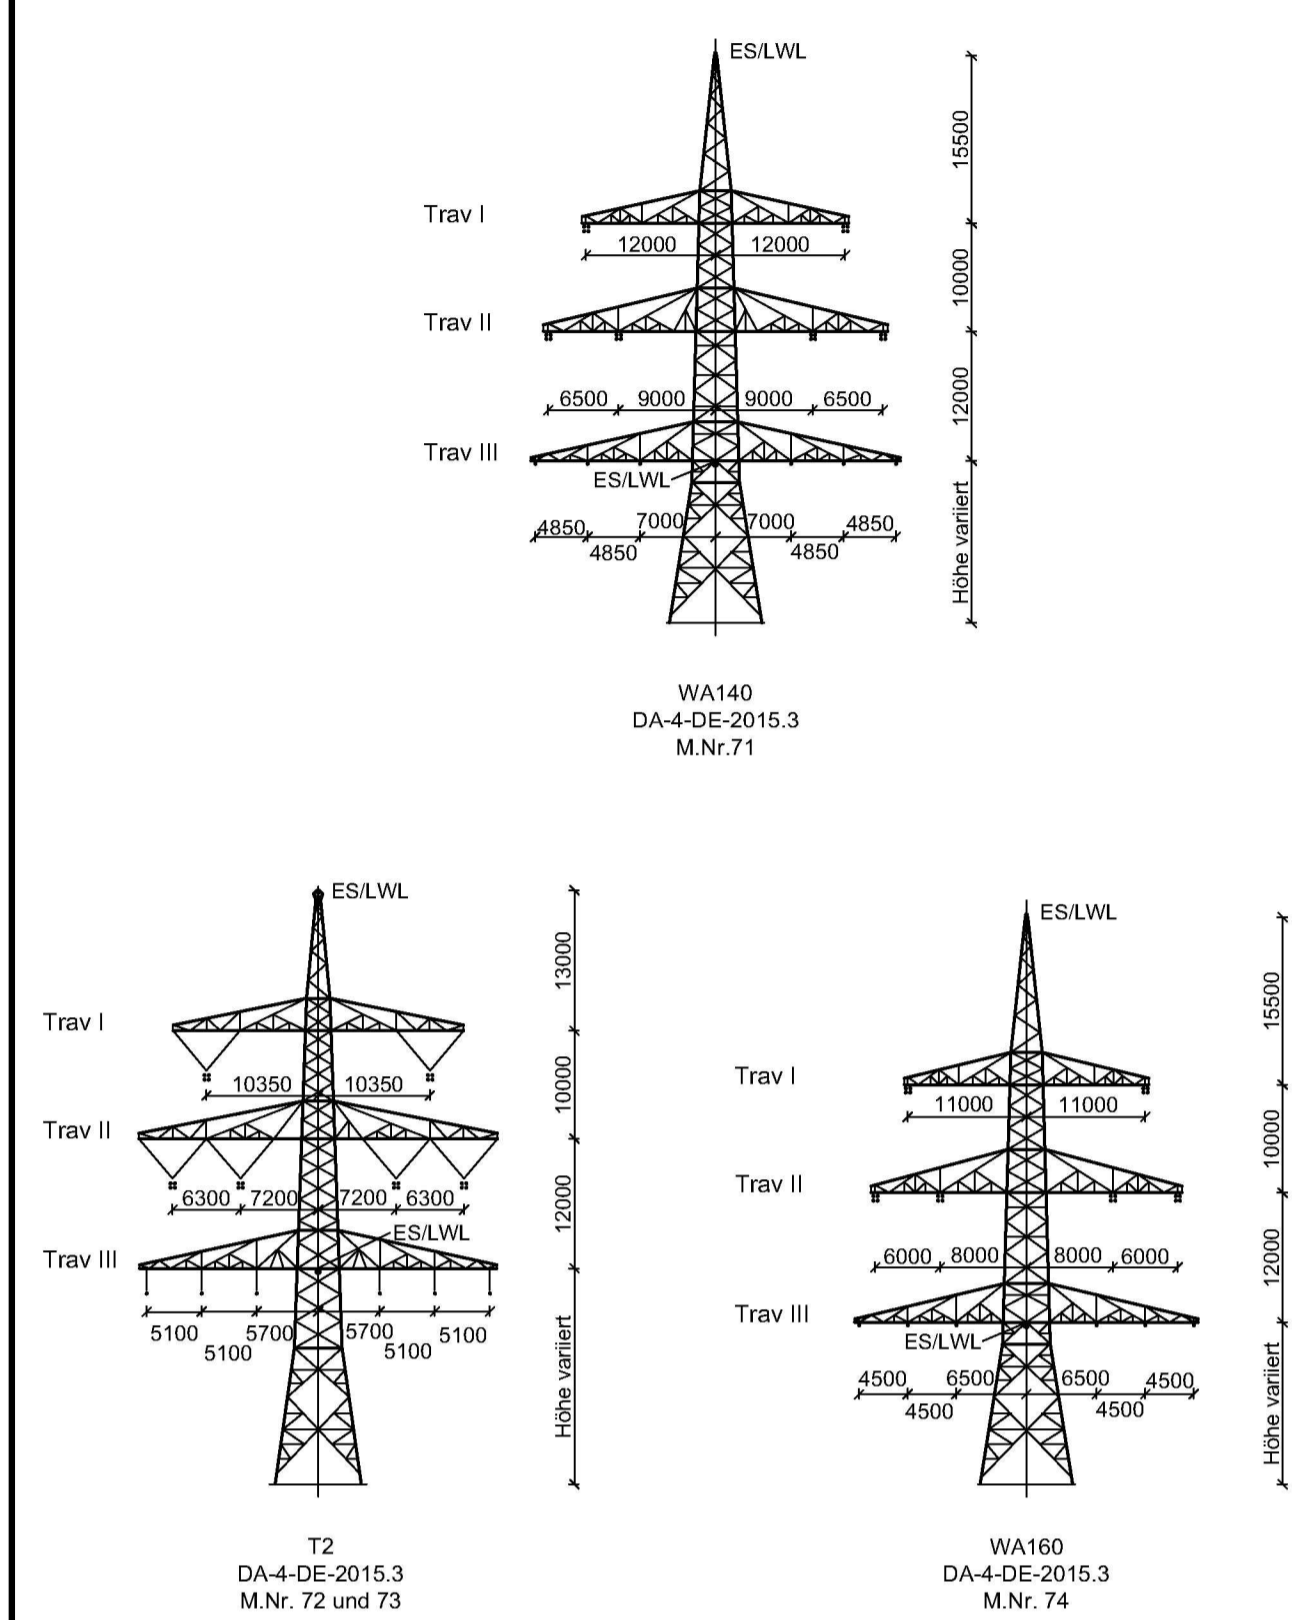 ES/LWL
15500
Trav I
12000 12000
10000
Trav II
12000
6500 9000 9000 6500
Trav III
ES/LWL
Höhe variiert
4850 7000 7000 4850
4850 4850
WA140
DA-4-DE-2015.3
M.Nr.71
ES/LWL
13000
Trav I
10350 10350
10000
Trav II
6300 7200 7200 6300
12000
ES/LWL
Trav III
5100 5700 5700 5100
5100 5100
Höhe variiert
T2
DA-4-DE-2015.3
M.Nr. 72 und 73
ES/LWL
15500
Trav I
11000 11000
10000
Trav II
6000 8000 8000 6000
12000
Trav III
ES/LWL
4500 6500 6500 4500
4500 4500
Höhe variiert
WA160
DA-4-DE-2015.3
M.Nr. 74